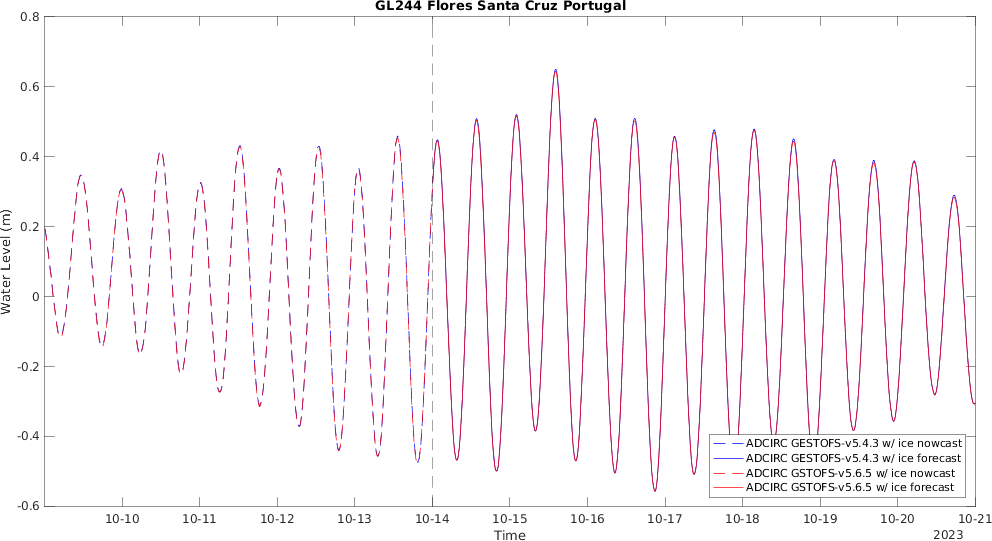 GL244 Flores Santa Cruz Portugal
0.8
0.6
0.4
0.2
0
-0.2
-0.4
-0.6
Water Level (m)
ADCIRC GESTOFS-v5.4.3 w/ ice nowcast
ADCIRC GESTOFS-v5.4.3 w/ ice forecast
ADCIRC GSTOFS-v5.6.5 w/ ice nowcast
ADCIRC GSTOFS-v5.6.5 w/ ice forecast
10-10 10-11 10-12 10-13 10-14 10-15 10-16 10-17 10-18 10-19 10-20 10-21
Time
2023